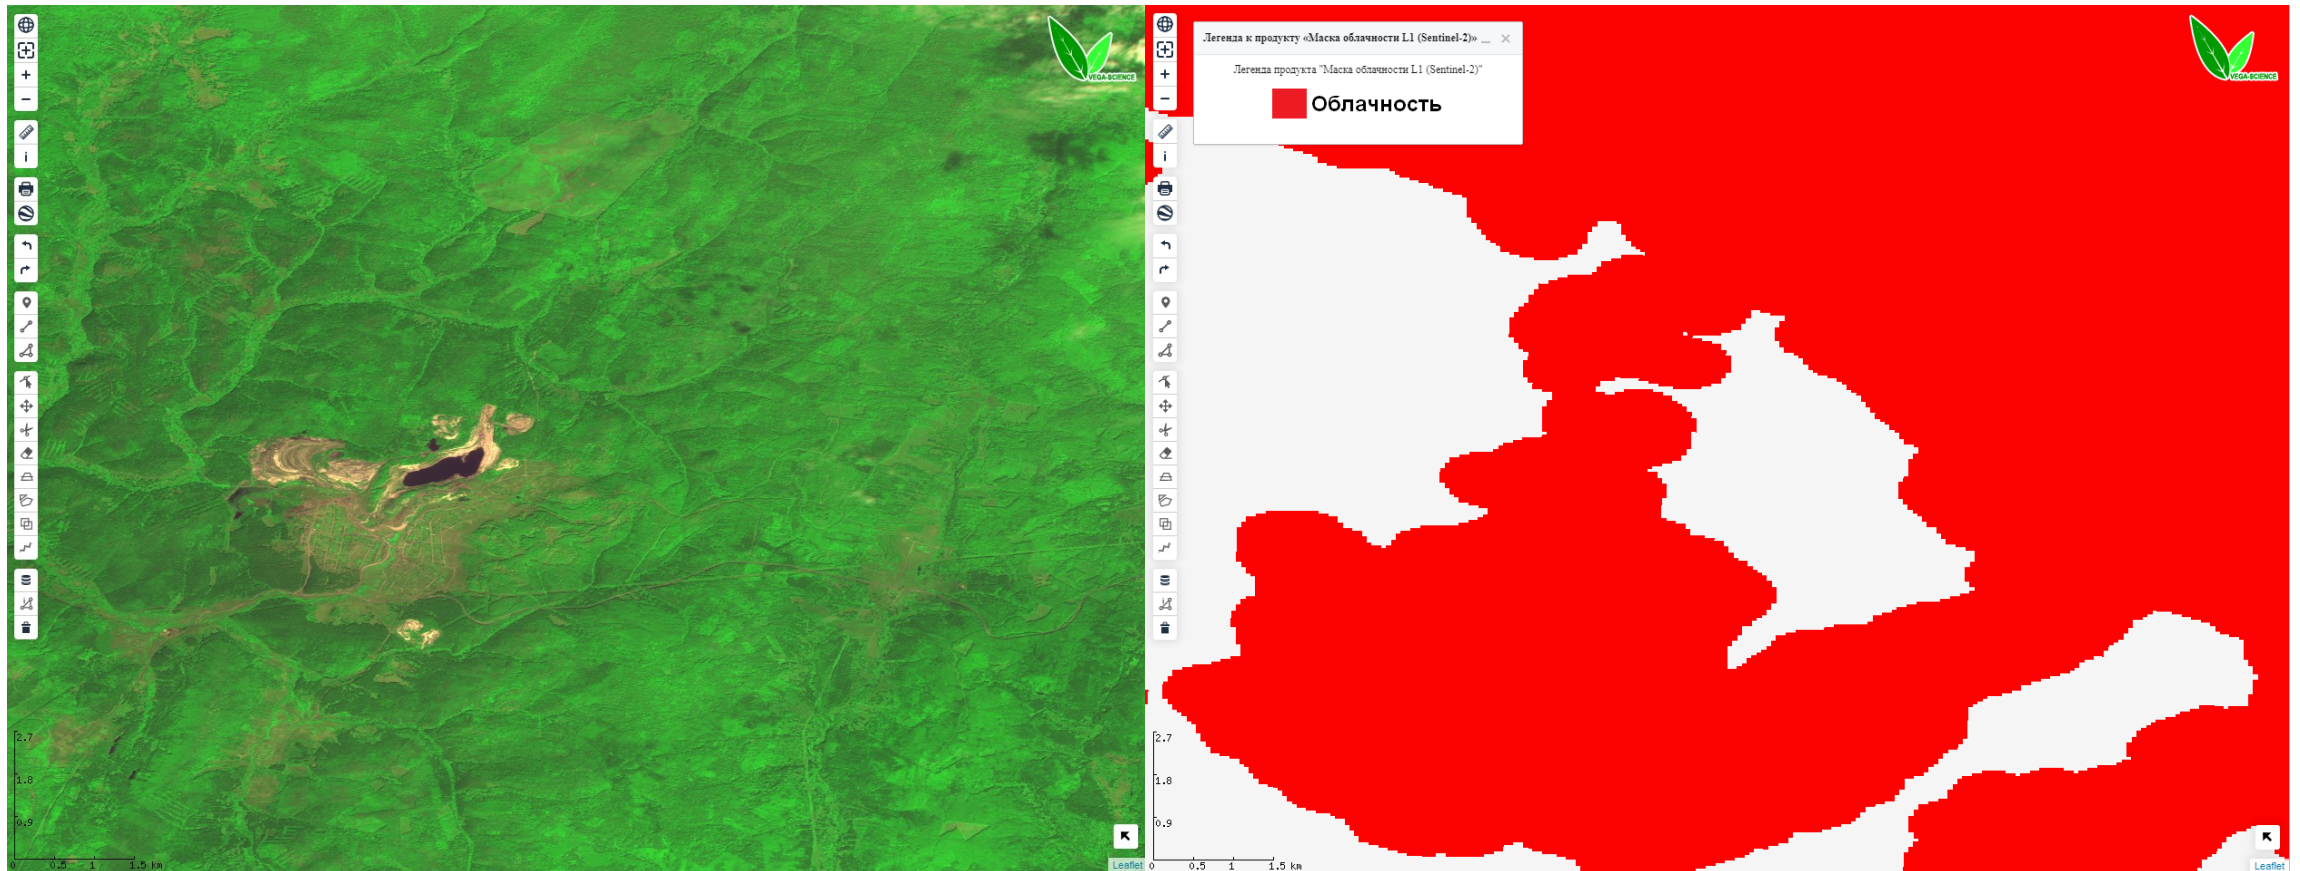 VEGA-SCIENCE
i
2.7
1.8
0.9
0 0.5 1 1.5 km
Leaflet
Легенда к продукту «Маска облачности L1 (Sentinel-2)»
Легенда продукта "Маска облачности L1 (Sentinel-2)"
Облачность
VEGA-SCIENCE
i
2.7
1.8
0.9
0 0.5 1 1.5 km
Leaflet